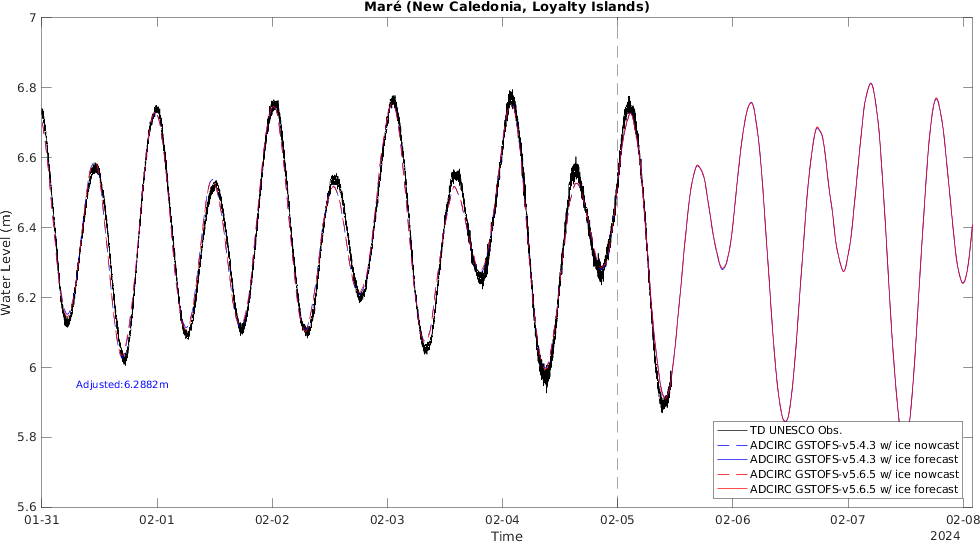 Maré (New Caledonia, Loyalty Islands)
7
6.8
6.6
6.4
6.2
6
5.8
5.6
Water Level (m)
Adjusted:6.2882m
TD UNESCO Obs.
ADCIRC GSTOFS-v5.4.3 w/ ice nowcast
ADCIRC GSTOFS-v5.4.3 w/ ice forecast
ADCIRC GSTOFS-v5.6.5 w/ ice nowcast
ADCIRC GSTOFS-v5.6.5 w/ ice forecast
01-31 02-01 02-02 02-03 02-04 02-05 02-06 02-07 02-08
Time
2024